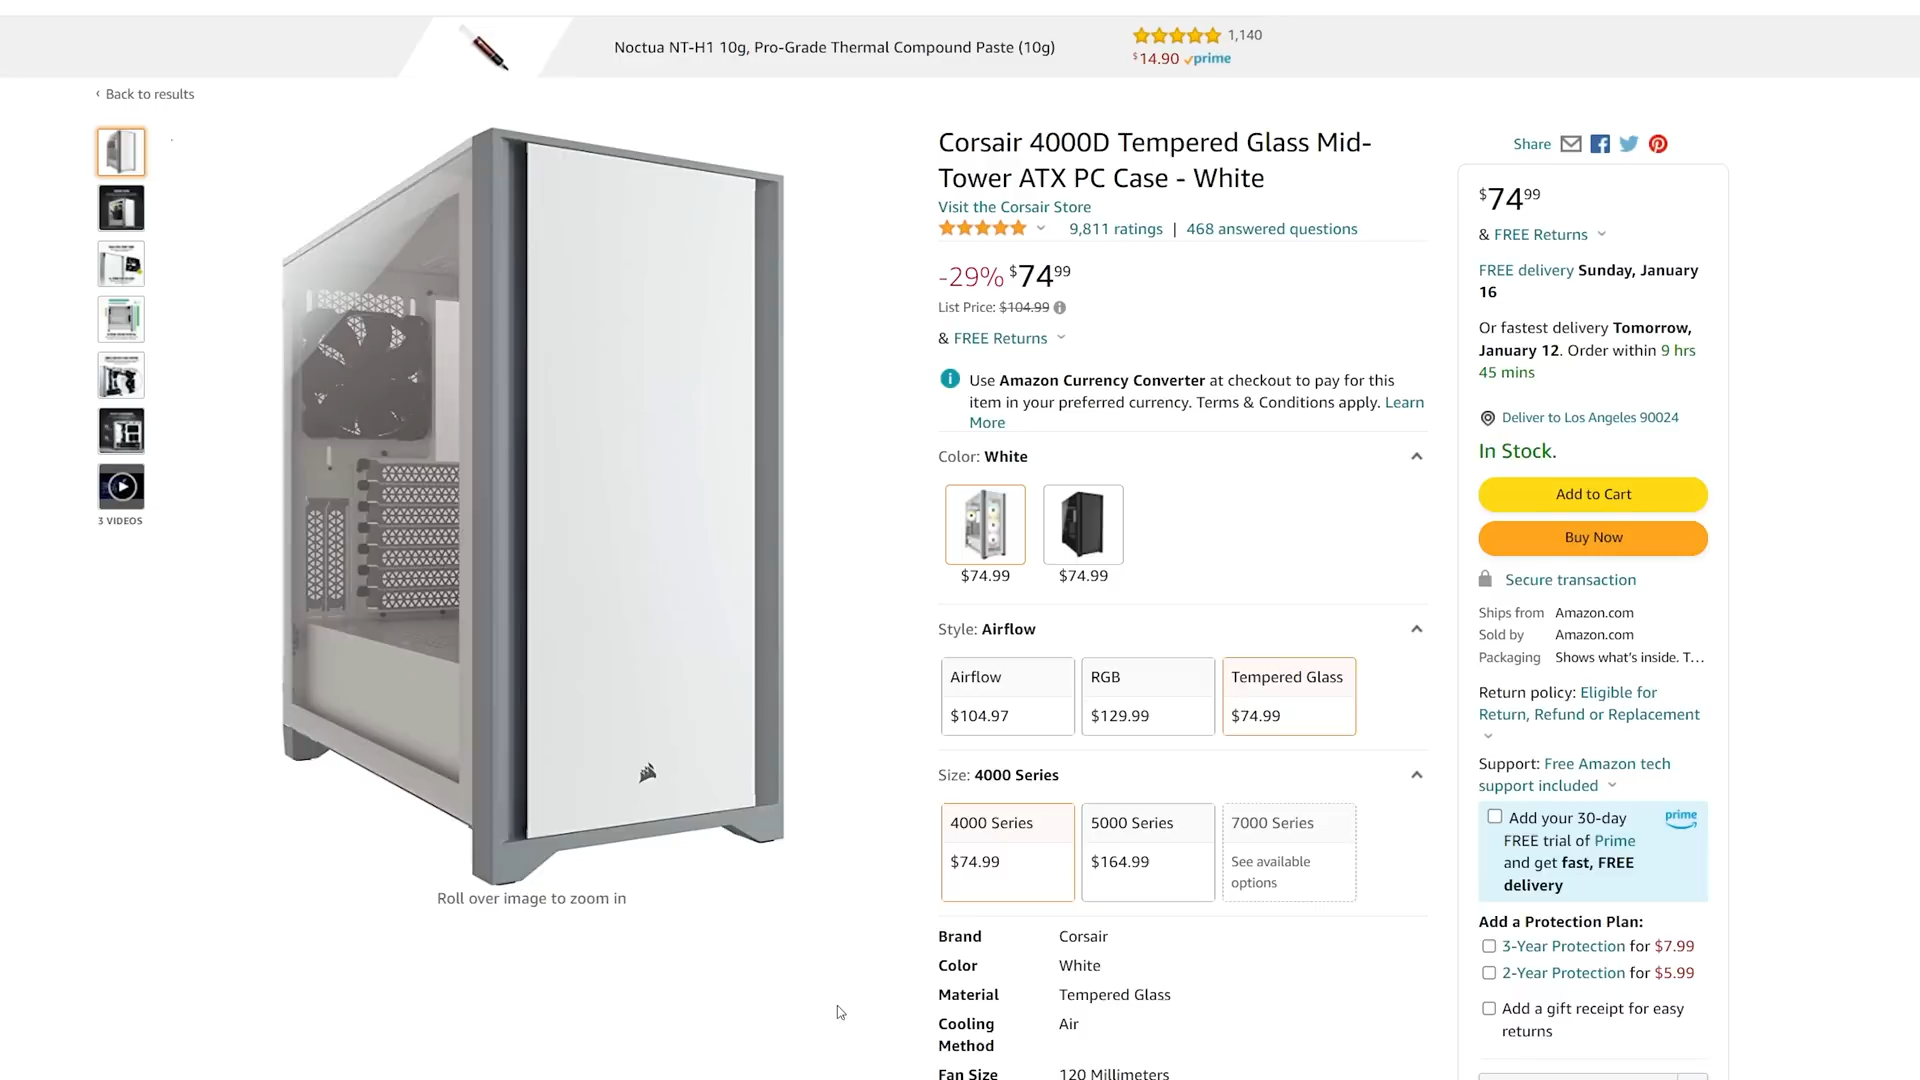 Noctua NT-H1 10g, Pro-Grade Thermal Compound Paste (10g)
1,140
$14.90 prime
‹ Back to results
3 VIDEOS
Roll over image to zoom in
Corsair 4000D Tempered Glass Mid-
Tower ATX PC Case - White
Visit the Corsair Store
9,811 ratings | 468 answered questions
-29% $74 99
List Price: $104.99
& FREE Returns
Use Amazon Currency Converter at checkout to pay for this
item in your preferred currency. Terms & Conditions apply. Learn
More
Color: White
$74.99
$74.99
Style: Airflow
Airflow
$104.97
RGB
$129.99
Tempered Glass
$74.99
Size: 4000 Series
4000 Series
$74.99
5000 Series
$164.99
7000 Series
See available
options
Brand Corsair
Color White
Material Tempered Glass
Cooling Air
Method
Fan Size 120 Millimeters
Share
$74 99
& FREE Returns
FREE delivery Sunday, January
16
Or fastest delivery Tomorrow,
January 12. Order within 9 hrs
45 mins
Deliver to Los Angeles 90024
In Stock.
Add to Cart
Buy Now
Secure transaction
Ships from Amazon.com
Sold by Amazon.com
Packaging Shows what's inside. T…
Return policy: Eligible for
Return, Refund or Replacement
Support: Free Amazon tech
support included
Add your 30-day prime
FREE trial of Prime
and get fast, FREE
delivery
Add a Protection Plan:
3-Year Protection for $7.99
2-Year Protection for $5.99
Add a gift receipt for easy
returns